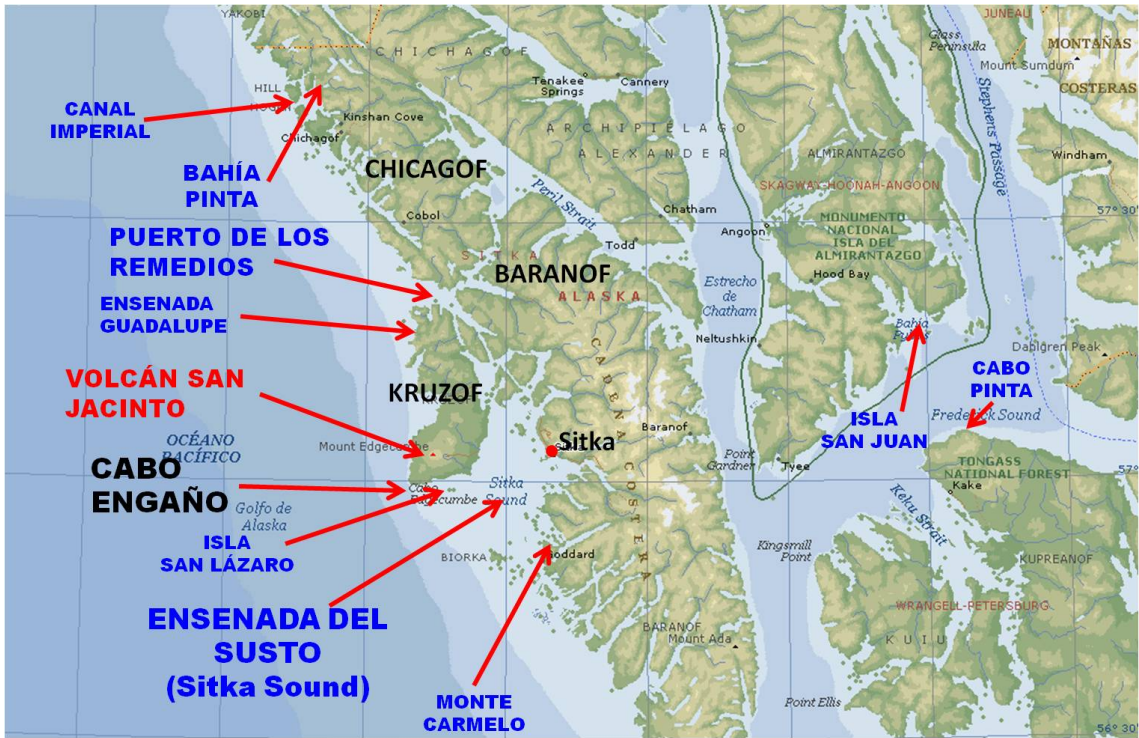 YAKOBI
JUNEAU
Glass
Peninsula
MONTAÑAS
COSTERAS
CHICHAGOF
Mount Sumdum
Tenakee
Springs
Cannery
HILL
CANAL
IMPERIAL
Kinshan Cove
Chichagof
ARCHIPIÉLAGO
ALEXANDER
Stephens Passage
ALMIRANTAZGO
Windham
BAHÍA
PINTA
CHICAGOF
SKAGWAY-HOONAH-ANGOON
Peril Strait
Chatham
Cobol
57° 30'
MONUMENTO
NACIONAL
ISLA DEL
ALMIRANTAZGO
Angoon
PUERTO DE LOS
REMEDIOS
Todd
SITKA
BARANOF
ALASKA
Hood Bay
Estrecho
de
Chatham
ENSENADA
GUADALUPE
Bahía
Neltushkin
Dahlgren Peak
CADENA COSTERA
VOLCÁN SAN
JACINTO
KRUZOF
CABO
PINTA
Frederick Sound
ISLA
SAN JUAN
Baranof
OCÉANO
PACÍFICO
Mount Edgecumbe
Sitka
Point
Gardner
Tyee
TONGASS
NATIONAL FOREST
Kake
CABO
ENGAÑO
Cabo
Edgecumbe
Sitka
Sound
Golfo de
Alaska
Keku Strait
ISLA
SAN LÁZARO
BIORKA
Goddard
Kingsmill
Point
KUPREANOF
ENSENADA DEL
SUSTO
(Sitka Sound)
WRANGELL-PETERSBURG
BARANOF
Mount Ada
KUIU
MONTE
CARMELO
Point Ellis
56° 30'